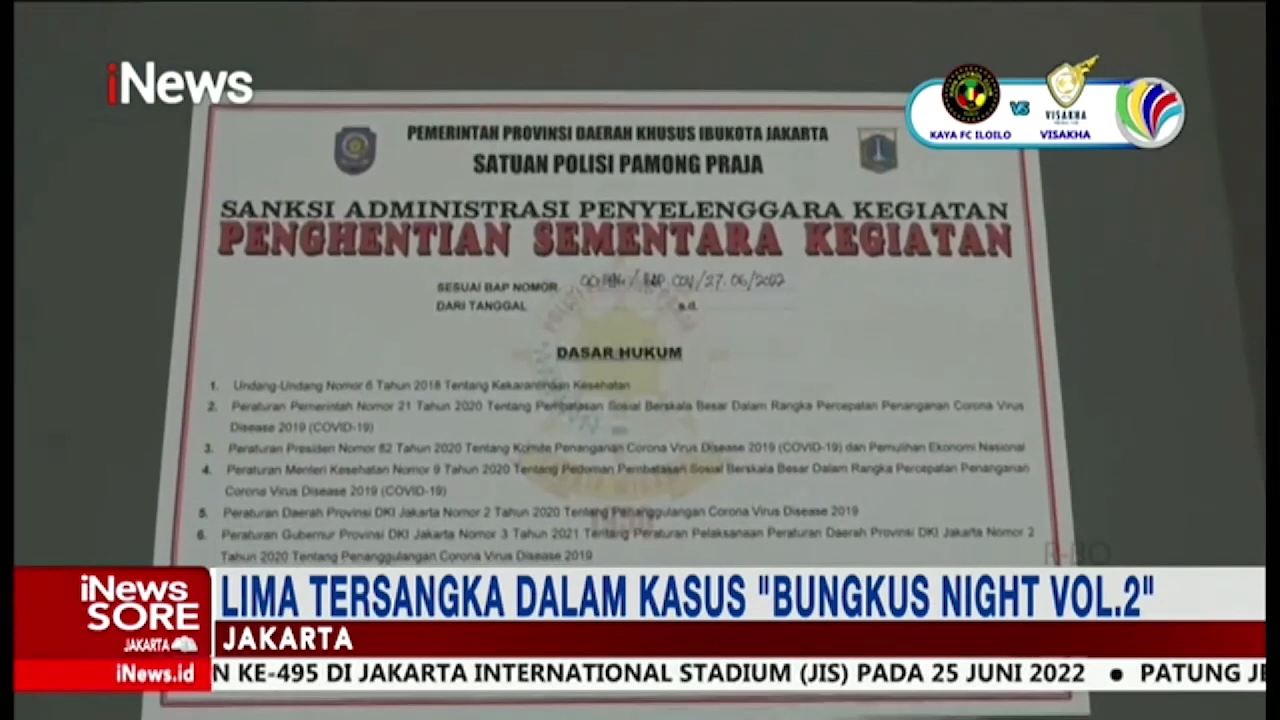 iNews
KAYA FC ILOILO
VS
VISAKHA
VISAKHA
PEMERINTAH PROVINSI DAERAH KHUSUS IBUKOTA JAKARTA
SATUAN POLISI PAMONG PRAJA
SANKSI ADMINISTRASI PENYELENGGARA KEGIATAN
PENGHENTIAN SEMENTARA KEGIATAN
SESUAI BAP NOMOR
DARI TANGGAL s.d.
DASAR HUKUM
1. Undang-Undang Nomor 6 Tahun 2018 Tentang Kekarantinaan Kesehatan
2. Peraturan Pemerintah Nomor 21 Tahun 2020 Tentang Pembatasan Sosial Berskala Besar Dalam Rangka Percepatan Penanganan Corona Virus
Disease 2019 (COVID-19)
3. Peraturan Presiden Nomor 82 Tahun 2020 Tentang Komite Penanganan Corona Virus Disease 2019 (COVID-19) dan Pemulihan Ekonomi Nasional
4. Peraturan Menteri Kesehatan Nomor 9 Tahun 2020 Tentang Pedoman Pembatasan Sosial Berskala Besar Dalam Rangka Percepatan Penanganan
Corona Virus Disease 2019 (COVID-19)
5. Peraturan Daerah Provinsi DKI Jakarta Nomor 2 Tahun 2020 Tentang Penanggulangan Corona Virus Disease 2019
6. Peraturan Gubernur Provinsi DKI Jakarta Nomor 3 Tahun 2021 Tentang Peraturan Pelaksanaan Peraturan Daerah Provinsi DKI Jakarta Nomor 2
Tahun 2020 Tentang Penanggulangan Corona Virus Disease 2019
R-BO
iNews
SORE
JAKARTA
LIMA TERSANGKA DALAM KASUS "BUNGKUS NIGHT VOL.2"
JAKARTA
iNews.id
N KE-495 DI JAKARTA INTERNATIONAL STADIUM (JIS) PADA 25 JUNI 2022 ● PATUNG JE